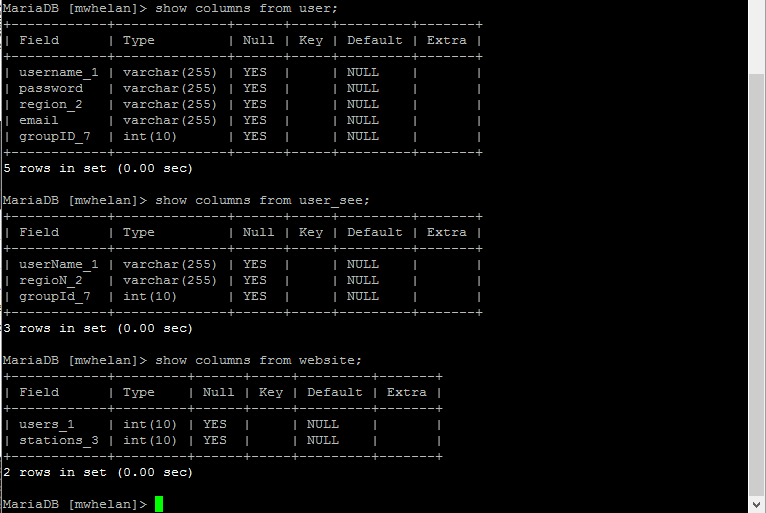 MariaDB [mwhelan]> show columns from user;
+------------+--------------+------+-----+---------+-------+
| Field      | Type         | Null | Key | Default | Extra |
+------------+--------------+------+-----+---------+-------+
| username_1 | varchar(255) | YES  |     | NULL    |       |
| password   | varchar(255) | YES  |     | NULL    |       |
| region_2   | varchar(255) | YES  |     | NULL    |       |
| email      | varchar(255) | YES  |     | NULL    |       |
| groupID_7  | int(10)      | YES  |     | NULL    |       |
+------------+--------------+------+-----+---------+-------+
5 rows in set (0.00 sec)

MariaDB [mwhelan]> show columns from user_see;
+------------+--------------+------+-----+---------+-------+
| Field      | Type         | Null | Key | Default | Extra |
+------------+--------------+------+-----+---------+-------+
| userName_1 | varchar(255) | YES  |     | NULL    |       |
| regioN_2   | varchar(255) | YES  |     | NULL    |       |
| groupId_7  | int(10)      | YES  |     | NULL    |       |
+------------+--------------+------+-----+---------+-------+
3 rows in set (0.00 sec)

MariaDB [mwhelan]> show columns from website;
+------------+---------+------+-----+---------+-------+
| Field      | Type    | Null | Key | Default | Extra |
+------------+---------+------+-----+---------+-------+
| users_1    | int(10) | YES  |     | NULL    |       |
| stations_3 | int(10) | YES  |     | NULL    |       |
+------------+---------+------+-----+---------+-------+
2 rows in set (0.00 sec)

MariaDB [mwhelan]>